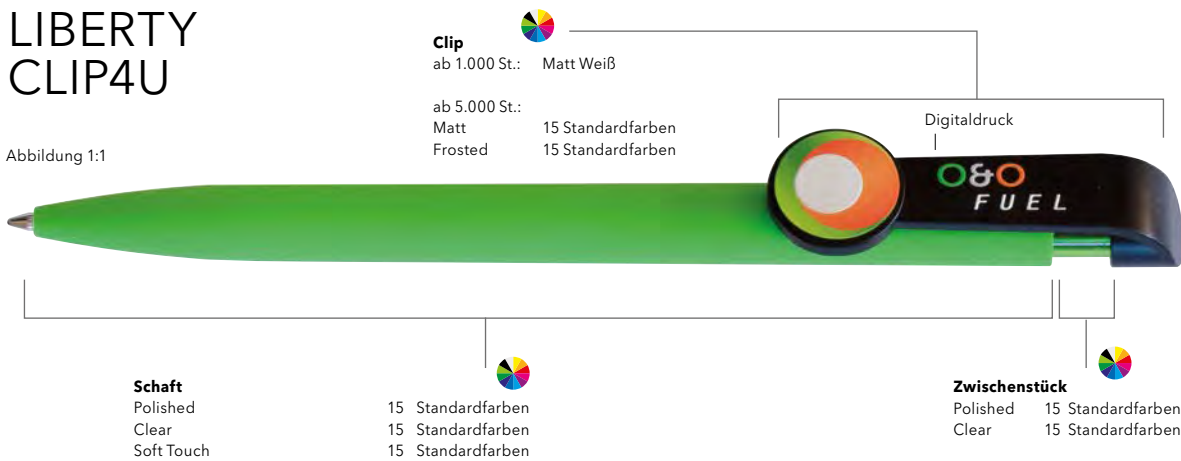 LIBERTY
CLIP4U
Abbildung 1:1
Clip
ab 1.000 St.: Matt Weiß
ab 5.000 St.:
Matt 15 Standardfarben
Frosted 15 Standardfarben
Digitaldruck
O&O
FUEL
Schaft
Polished 15 Standardfarben
Clear 15 Standardfarben
Soft Touch 15 Standardfarben
Zwischenstück
Polished 15 Standardfarben
Clear 15 Standardfarben